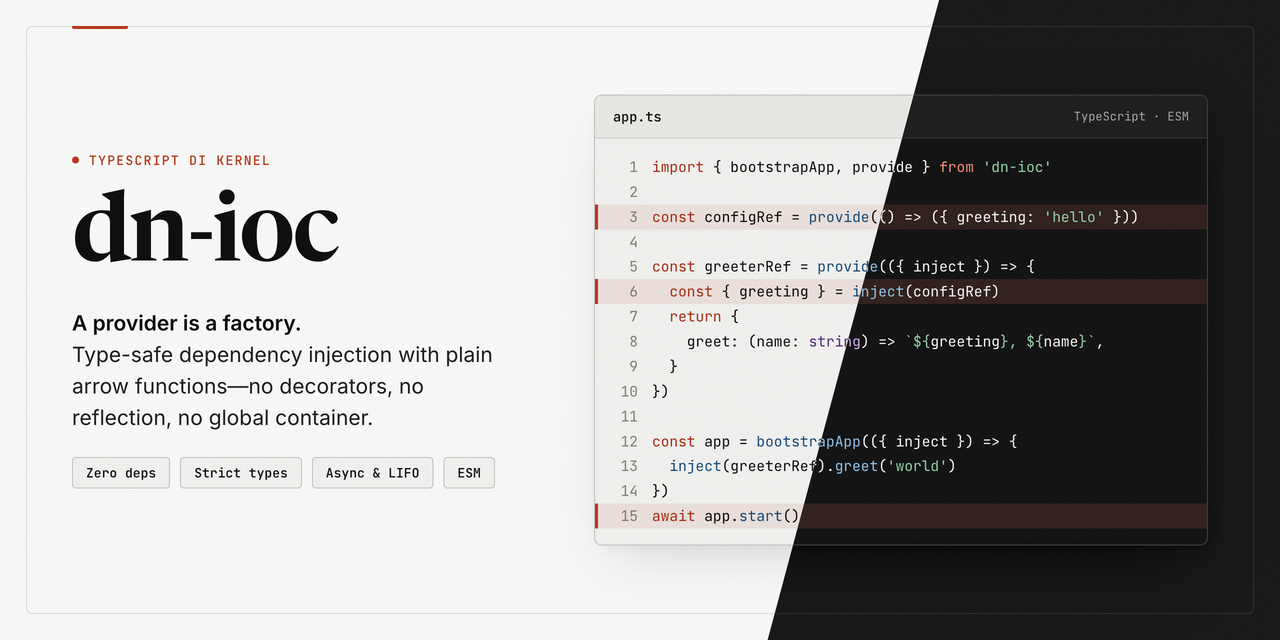 TYPESCRIPT DI KERNEL
dn-ioc
A provider is a factory.
Type-safe dependency injection with plain
arrow functions—no decorators, no
reflection, no global container.
Zero deps
Strict types
Async & LIFO
ESM
app.ts
TypeScript · ESM
1 import { bootstrapApp, provide } from 'dn-ioc'
2
3 const configRef = provide(() => ({ greeting: 'hello' }))
4
5 const greeterRef = provide(({ inject }) => {
6   const { greeting } = inject(configRef)
7   return {
8     greet: (name: string) => `${greeting}, ${name}`,
9   }
10 })
11
12 const app = bootstrapApp(({ inject }) => {
13   inject(greeterRef).greet('world')
14 })
15 await app.start()